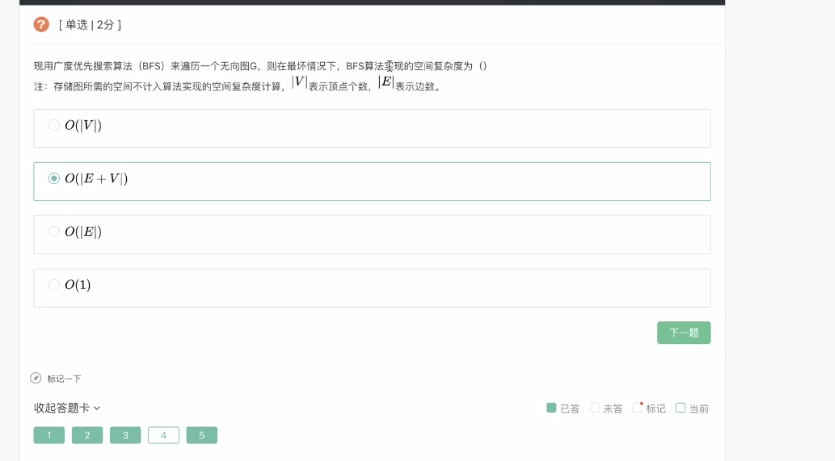 ? [ 单选 | 2分 ]
现用广度优先搜索算法（BFS）来遍历一个无向图G，则在最坏情况下，BFS算法实现的空间复杂度为（）
注：存储图所需的空间不计入算法实现的空间复杂度计算，|V|表示顶点个数，|E|表示边数。
O(|V|)
O(|E + V|)
O(|E|)
O(1)
下一题
标记一下
收起答题卡
已答 未答 标记 当前
1 2 3 4 5